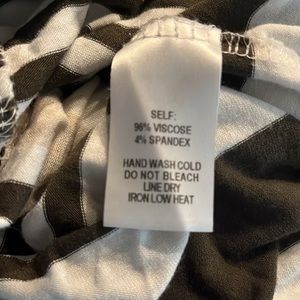 SELF:
96% VISCOSE
4% SPANDEX
HAND WASH COLD
DO NOT BLEACH
LINE DRY
IRON LOW HEAT